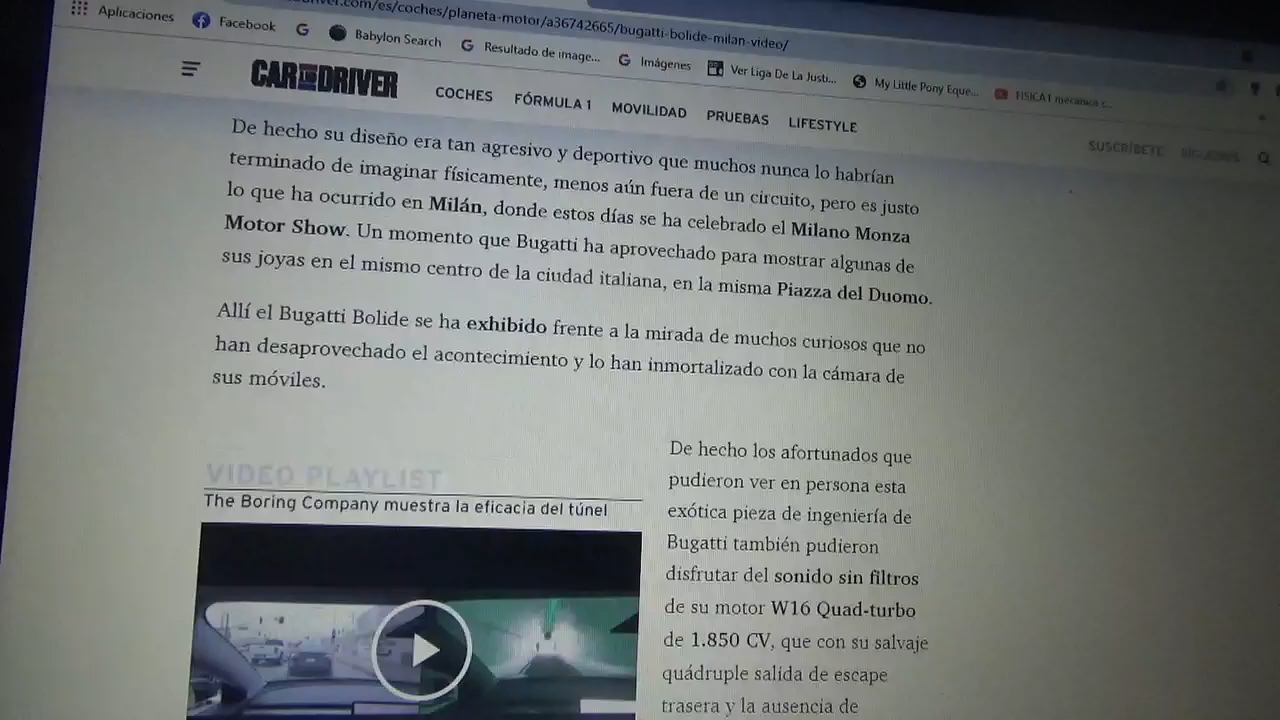 driver.com/es/coches/planeta-motor/a36742665/bugatti-bolide-milan-video/
Aplicaciones Facebook Babylon Search Resultado de image... Imágenes Ver Liga De La Justi... My Little Pony Eque... FISICA I mecanica c...
CAR AND DRIVER
COCHES FÓRMULA 1 MOVILIDAD PRUEBAS LIFESTYLE
SUSCRÍBETE SÍGUENOS
De hecho su diseño era tan agresivo y deportivo que muchos nunca lo habrían
terminado de imaginar físicamente, menos aún fuera de un circuito, pero es justo
lo que ha ocurrido en Milán, donde estos días se ha celebrado el Milano Monza
Motor Show. Un momento que Bugatti ha aprovechado para mostrar algunas de
sus joyas en el mismo centro de la ciudad italiana, en la misma Piazza del Duomo.
Allí el Bugatti Bolide se ha exhibido frente a la mirada de muchos curiosos que no
han desaprovechado el acontecimiento y lo han inmortalizado con la cámara de
sus móviles.
VIDEO PLAYLIST
The Boring Company muestra la eficacia del túnel
De hecho los afortunados que
pudieron ver en persona esta
exótica pieza de ingeniería de
Bugatti también pudieron
disfrutar del sonido sin filtros
de su motor W16 Quad-turbo
de 1.850 CV, que con su salvaje
quádruple salida de escape
trasera y la ausencia de